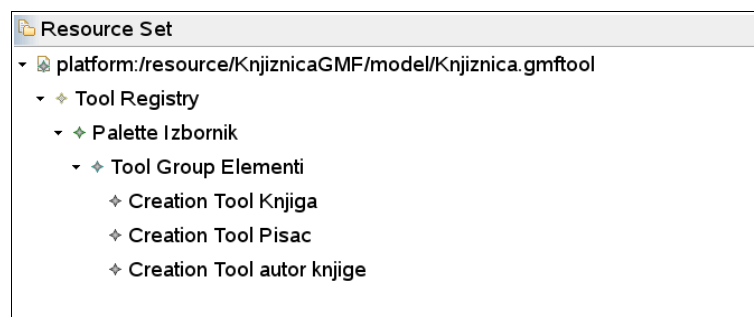 Resource Set
platform:/resource/KnjiznicaGMF/model/Knjiznica.gmftool
Tool Registry
Palette Izbornik
Tool Group Elementi
Creation Tool Knjiga
Creation Tool Pisac
Creation Tool autor knjige